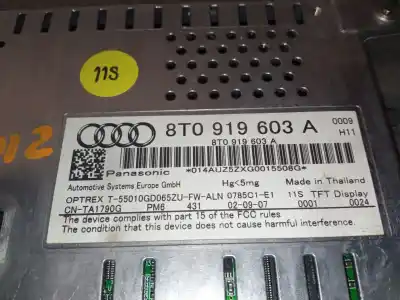 11S
21S
8T0 919 603 A
0009
H11
8T0 919 603 A
Panasonic
*014AUZ5ZXG0015506G*
Automotive Systems Europe GmbH
Hg<5mg
Made in Thailand
OPTREX T-55010GD065ZU-FW-ALN 0785C1-E1
11S TFT Display
CN-TA1790G PM6 431 02-09-07 0001 0024
The device complies with part 15 of the FCC rules
The condition that this device does not cause harmful interference.